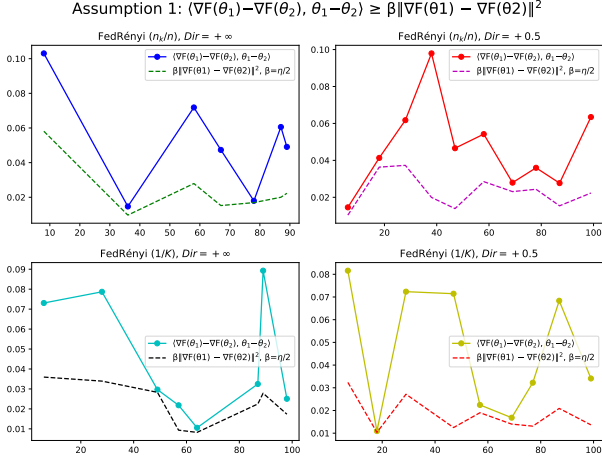 Assumption 1: ⟨∇F(θ₁)−∇F(θ₂), θ₁−θ₂⟩ ≥ β‖∇F(θ1) − ∇F(θ2)‖²
FedRényi (nₖ/n), Dir = +∞
⟨∇F(θ₁)−∇F(θ₂), θ₁−θ₂⟩
β‖∇F(θ1) − ∇F(θ2)‖², β=η/2
0.10
0.08
0.06
0.04
0.02
10 20 30 40 50 60 70 80 90
FedRényi (nₖ/n), Dir = +0.5
⟨∇F(θ₁)−∇F(θ₂), θ₁−θ₂⟩
β‖∇F(θ1) − ∇F(θ2)‖², β=η/2
0.10
0.08
0.06
0.04
0.02
20 40 60 80 100
FedRényi (1/K), Dir = +∞
⟨∇F(θ₁)−∇F(θ₂), θ₁−θ₂⟩
β‖∇F(θ1) − ∇F(θ2)‖², β=η/2
0.09
0.08
0.07
0.06
0.05
0.04
0.03
0.02
0.01
20 40 60 80 100
FedRényi (1/K), Dir = +0.5
⟨∇F(θ₁)−∇F(θ₂), θ₁−θ₂⟩
β‖∇F(θ1) − ∇F(θ2)‖², β=η/2
0.08
0.07
0.06
0.05
0.04
0.03
0.02
0.01
20 40 60 80 100